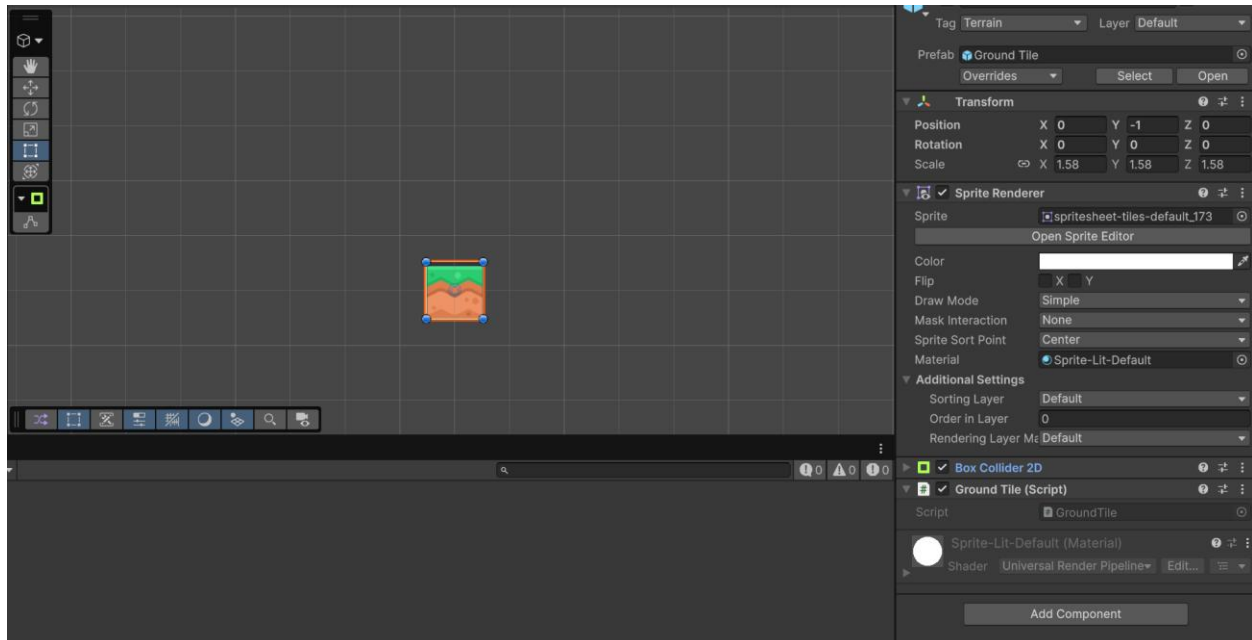 Tag Terrain Layer Default
Prefab Ground Tile
Overrides Select Open
Transform
Position X 0 Y -1 Z 0
Rotation X 0 Y 0 Z 0
Scale X 1.58 Y 1.58 Z 1.58
Sprite Renderer
Sprite spritesheet-tiles-default_173
Open Sprite Editor
Color
Flip X Y
Draw Mode Simple
Mask Interaction None
Sprite Sort Point Center
Material Sprite-Lit-Default
Additional Settings
Sorting Layer Default
Order in Layer 0
Rendering Layer Ma Default
0 0 0
Box Collider 2D
Ground Tile (Script)
Script GroundTile
Sprite-Lit-Default (Material)
Shader Universal Render Pipeline Edit...
Add Component